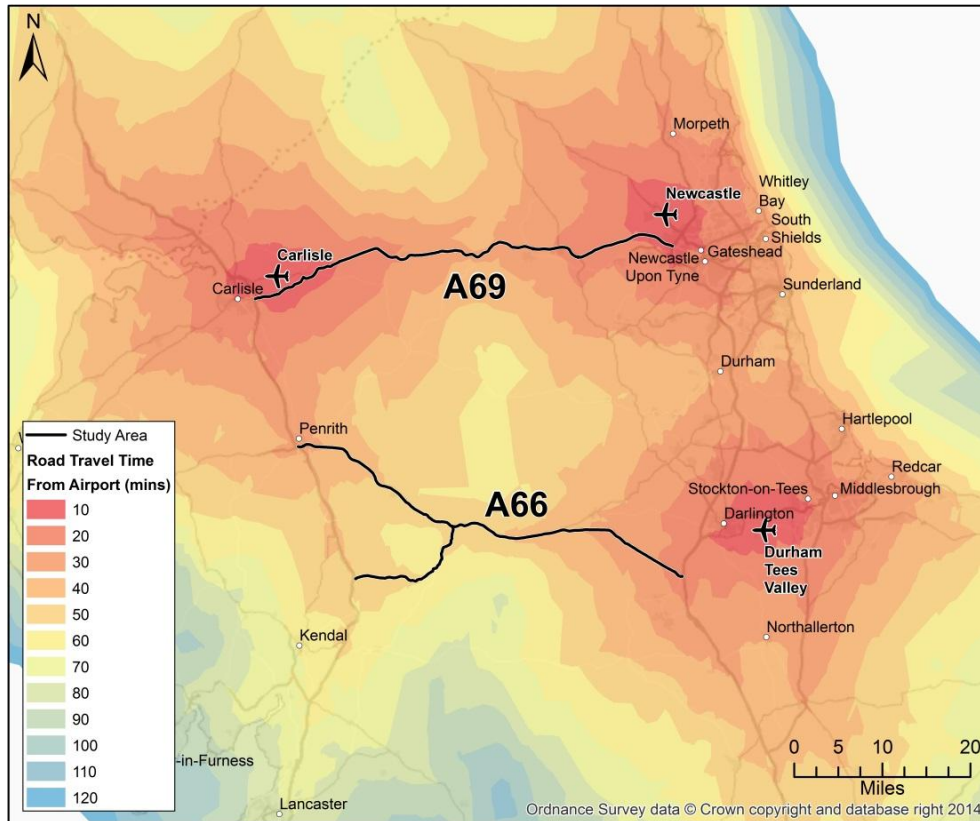 N
Morpeth
Newcastle
Whitley
Bay
South
Shields
Gateshead
Newcastle
Upon Tyne
Carlisle
Carlisle
A69
Sunderland
Durham
Penrith
Hartlepool
Redcar
Stockton-on-Tees
Middlesbrough
Darlington
A66
Durham
Tees
Valley
Northallerton
Kendal
-in-Furness
Lancaster
Study Area
Road Travel Time
From Airport (mins)
10
20
30
40
50
60
70
80
90
100
110
120
0 5 10 20
Miles
Ordnance Survey data © Crown copyright and database right 2014